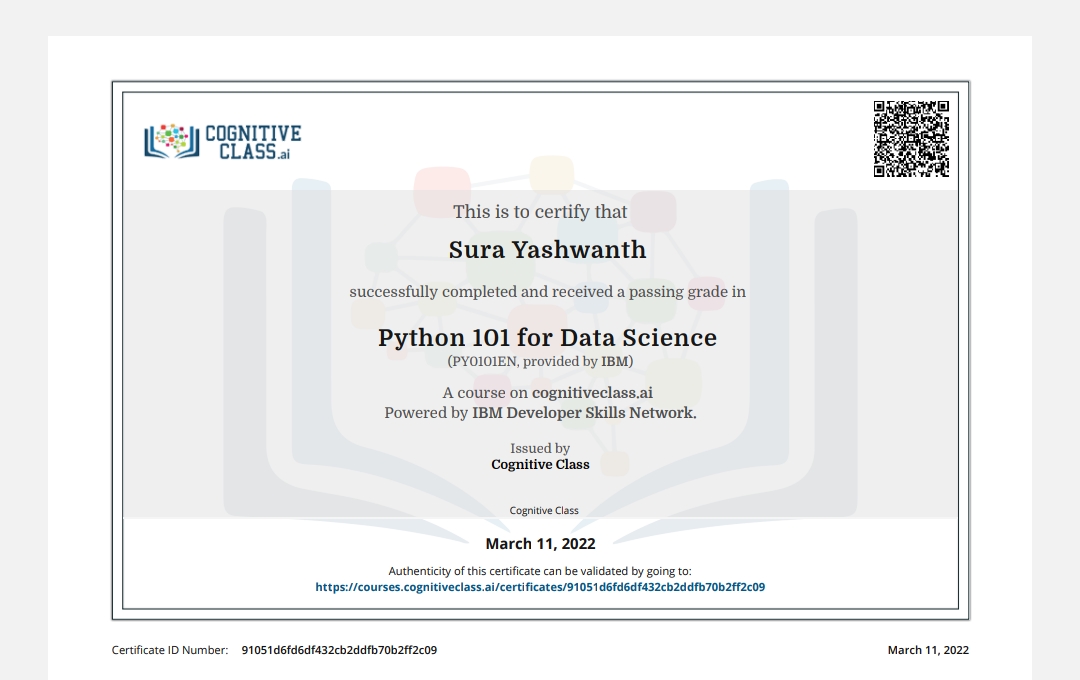 COGNITIVE
CLASS.ai
This is to certify that
Sura Yashwanth
successfully completed and received a passing grade in
Python 101 for Data Science
(PY0101EN, provided by IBM)
A course on cognitiveclass.ai
Powered by IBM Developer Skills Network.
Issued by
Cognitive Class
Cognitive Class
March 11, 2022
Authenticity of this certificate can be validated by going to:
https://courses.cognitiveclass.ai/certificates/91051d6fd6df432cb2ddfb70b2ff2c09
Certificate ID Number: 91051d6fd6df432cb2ddfb70b2ff2c09
March 11, 2022